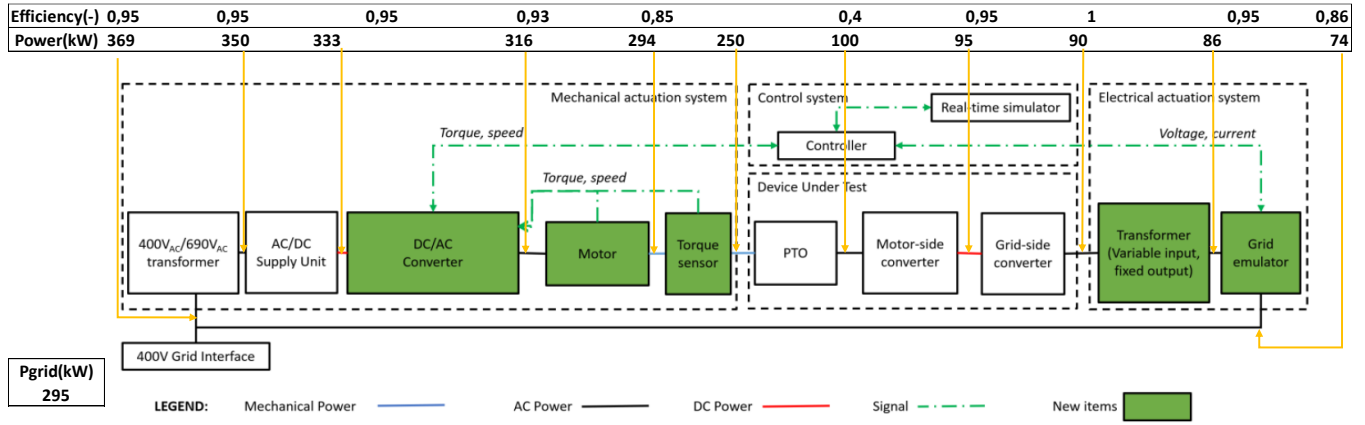 Efficiency(-) 0,95 0,95 0,95 0,93 0,85 0,4 0,95 1 0,95 0,86
Power(kW) 369 350 333 316 294 250 100 95 90 86 74
Mechanical actuation system
Control system
Electrical actuation system
Real-time simulator
Torque, speed
Controller
Voltage, current
Torque, speed
Device Under Test
400VAC/690VAC
transformer
AC/DC
Supply Unit
DC/AC
Converter
Motor
Torque
sensor
PTO
Motor-side
converter
Grid-side
converter
Transformer
(Variable input,
fixed output)
Grid
emulator
400V Grid Interface
Pgrid(kW)
295
LEGEND: Mechanical Power AC Power DC Power Signal New items